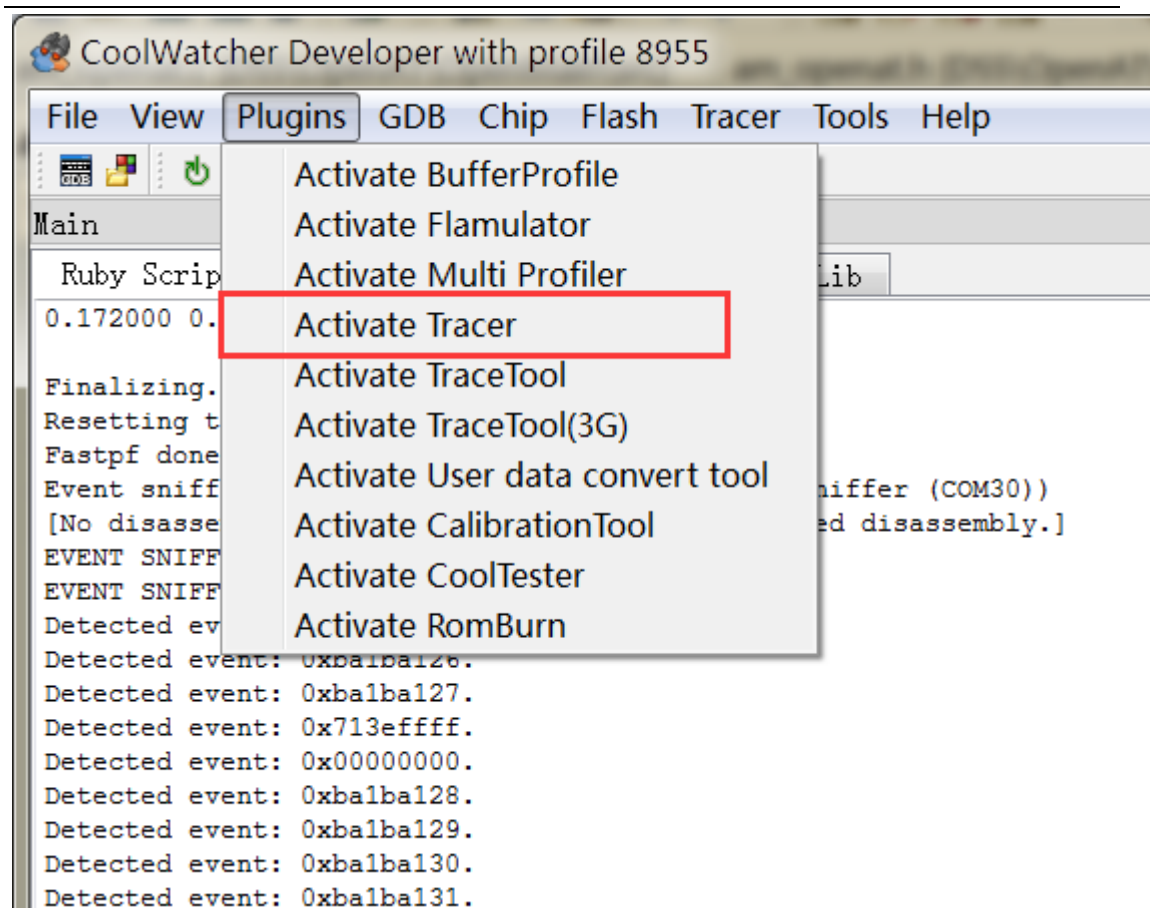 CoolWatcher Developer with profile 8955
File View Plugins GDB Chip Flash Tracer Tools Help
GDB
Activate BufferProfile
Activate Flamulator
Main
Ruby Scrip Activate Multi Profiler Lib
0.172000 0. Activate Tracer
Activate TraceTool
Finalizing.
Resetting t Activate TraceTool(3G)
Fastpf done
Activate User data convert tool
Event sniff niffer (COM30))
[No disasse Activate CalibrationTool ed disassembly.]
EVENT SNIFF
Activate CoolTester
EVENT SNIFF
Detected ev Activate RomBurn
Detected event: 0xba1ba126.
Detected event: 0xba1ba127.
Detected event: 0x713effff.
Detected event: 0x00000000.
Detected event: 0xba1ba128.
Detected event: 0xba1ba129.
Detected event: 0xba1ba130.
Detected event: 0xba1ba131.